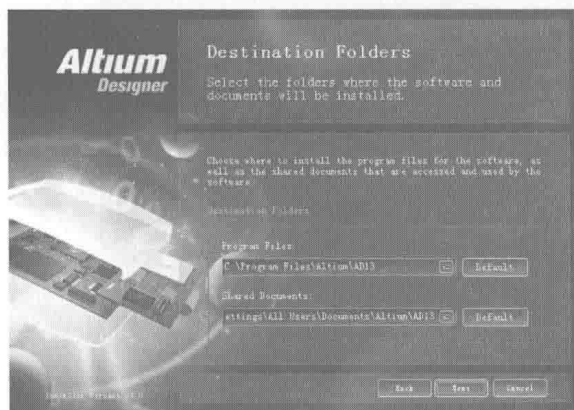 Altium
Designer
Destination Folders
Select the folders where the software and
documents will be installed.
Choose where to install the program files for the software, as
well as the shared documents that are accessed and used by the
software.
Destination Folders
Program Files:
C:\Program Files\Altium\AD13
Default
Shared Documents:
ettings\All Users\Documents\Altium\AD13
Default
Installer Version
Back
Next
Cancel